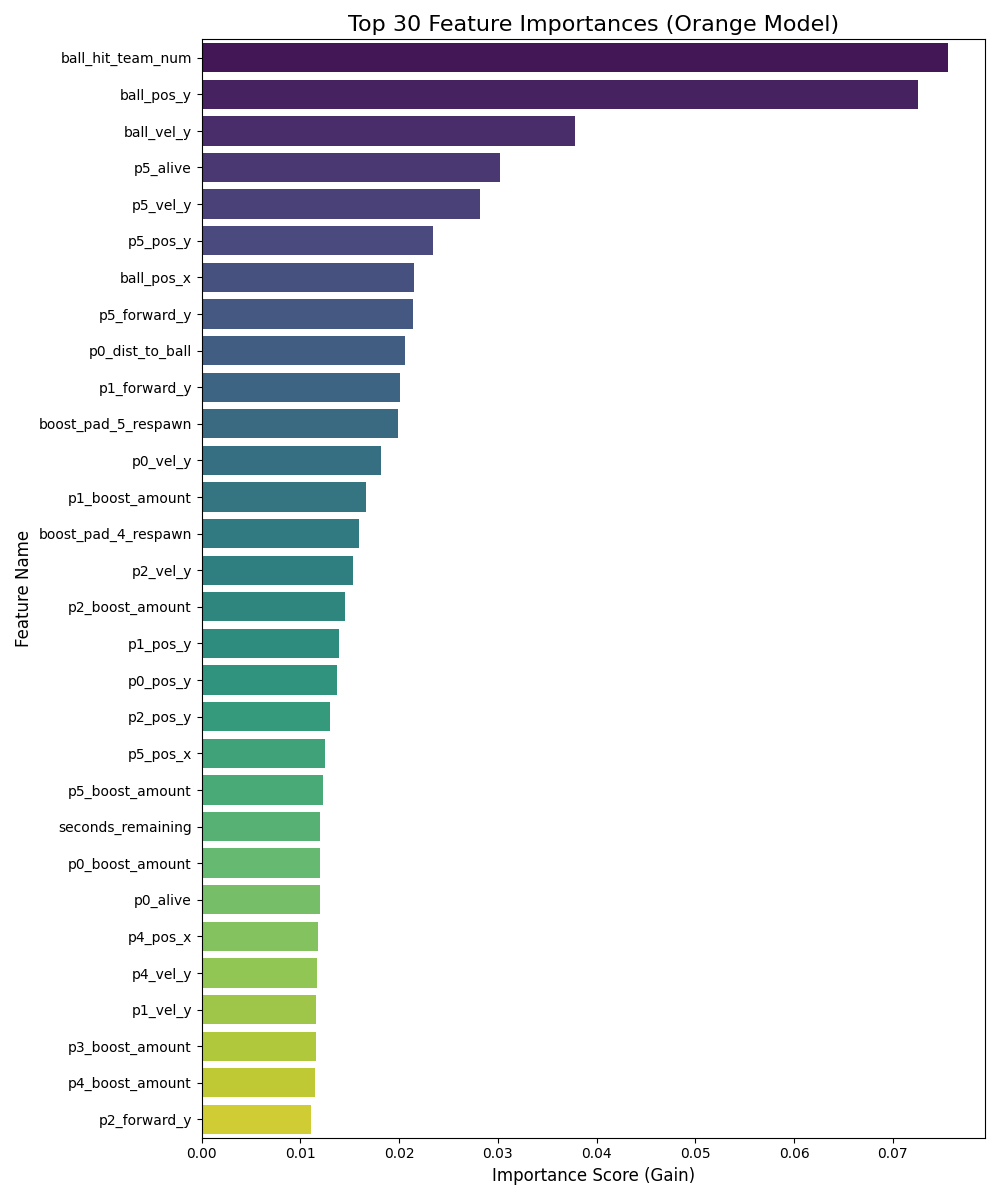 Top 30 Feature Importances (Orange Model)
ball_hit_team_num
ball_pos_y
ball_vel_y
p5_alive
p5_vel_y
p5_pos_y
ball_pos_x
p5_forward_y
p0_dist_to_ball
p1_forward_y
boost_pad_5_respawn
p0_vel_y
p1_boost_amount
boost_pad_4_respawn
p2_vel_y
p2_boost_amount
p1_pos_y
p0_pos_y
p2_pos_y
p5_pos_x
p5_boost_amount
seconds_remaining
p0_boost_amount
p0_alive
p4_pos_x
p4_vel_y
p1_vel_y
p3_boost_amount
p4_boost_amount
p2_forward_y
Feature Name
0.00 0.01 0.02 0.03 0.04 0.05 0.06 0.07
Importance Score (Gain)